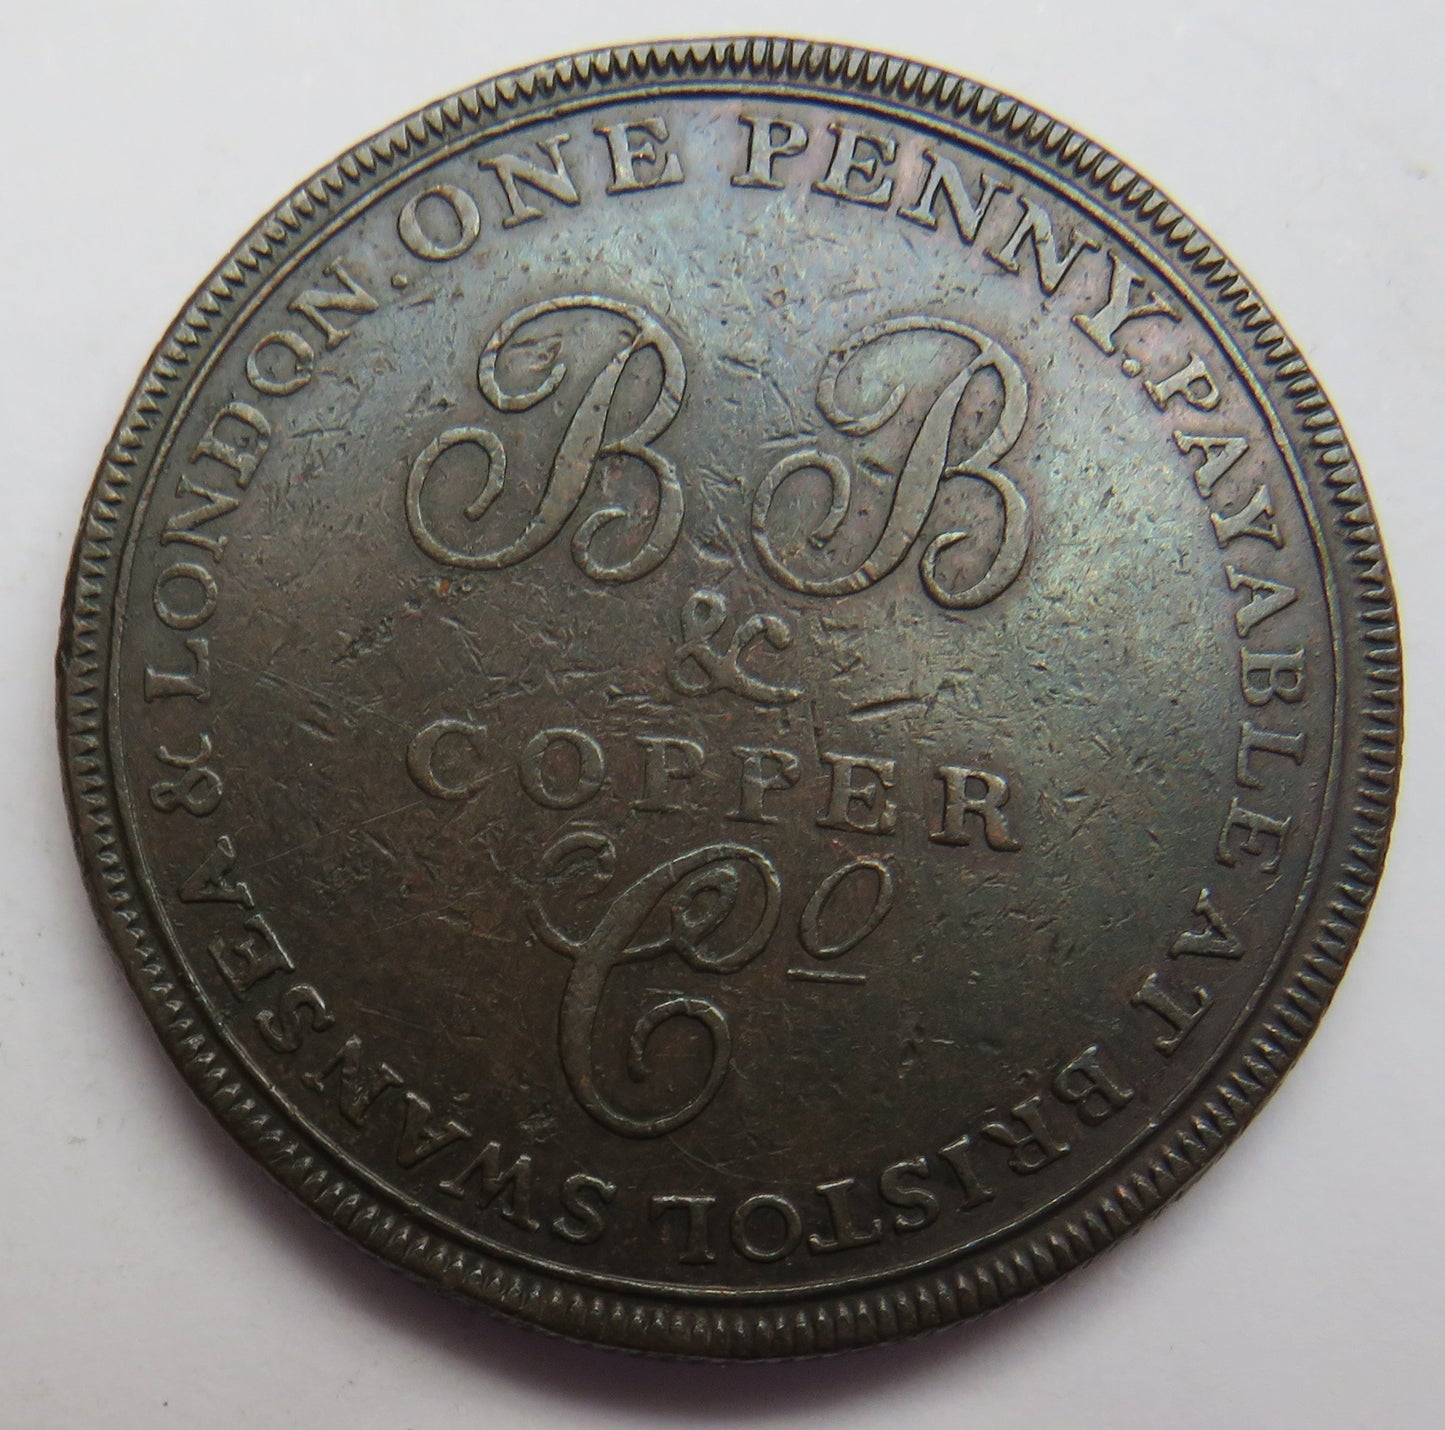 ONE PENNY. PAYABLE AT BRISTOL SWANSEA & LONDON.
B B
&
COPPER
Co